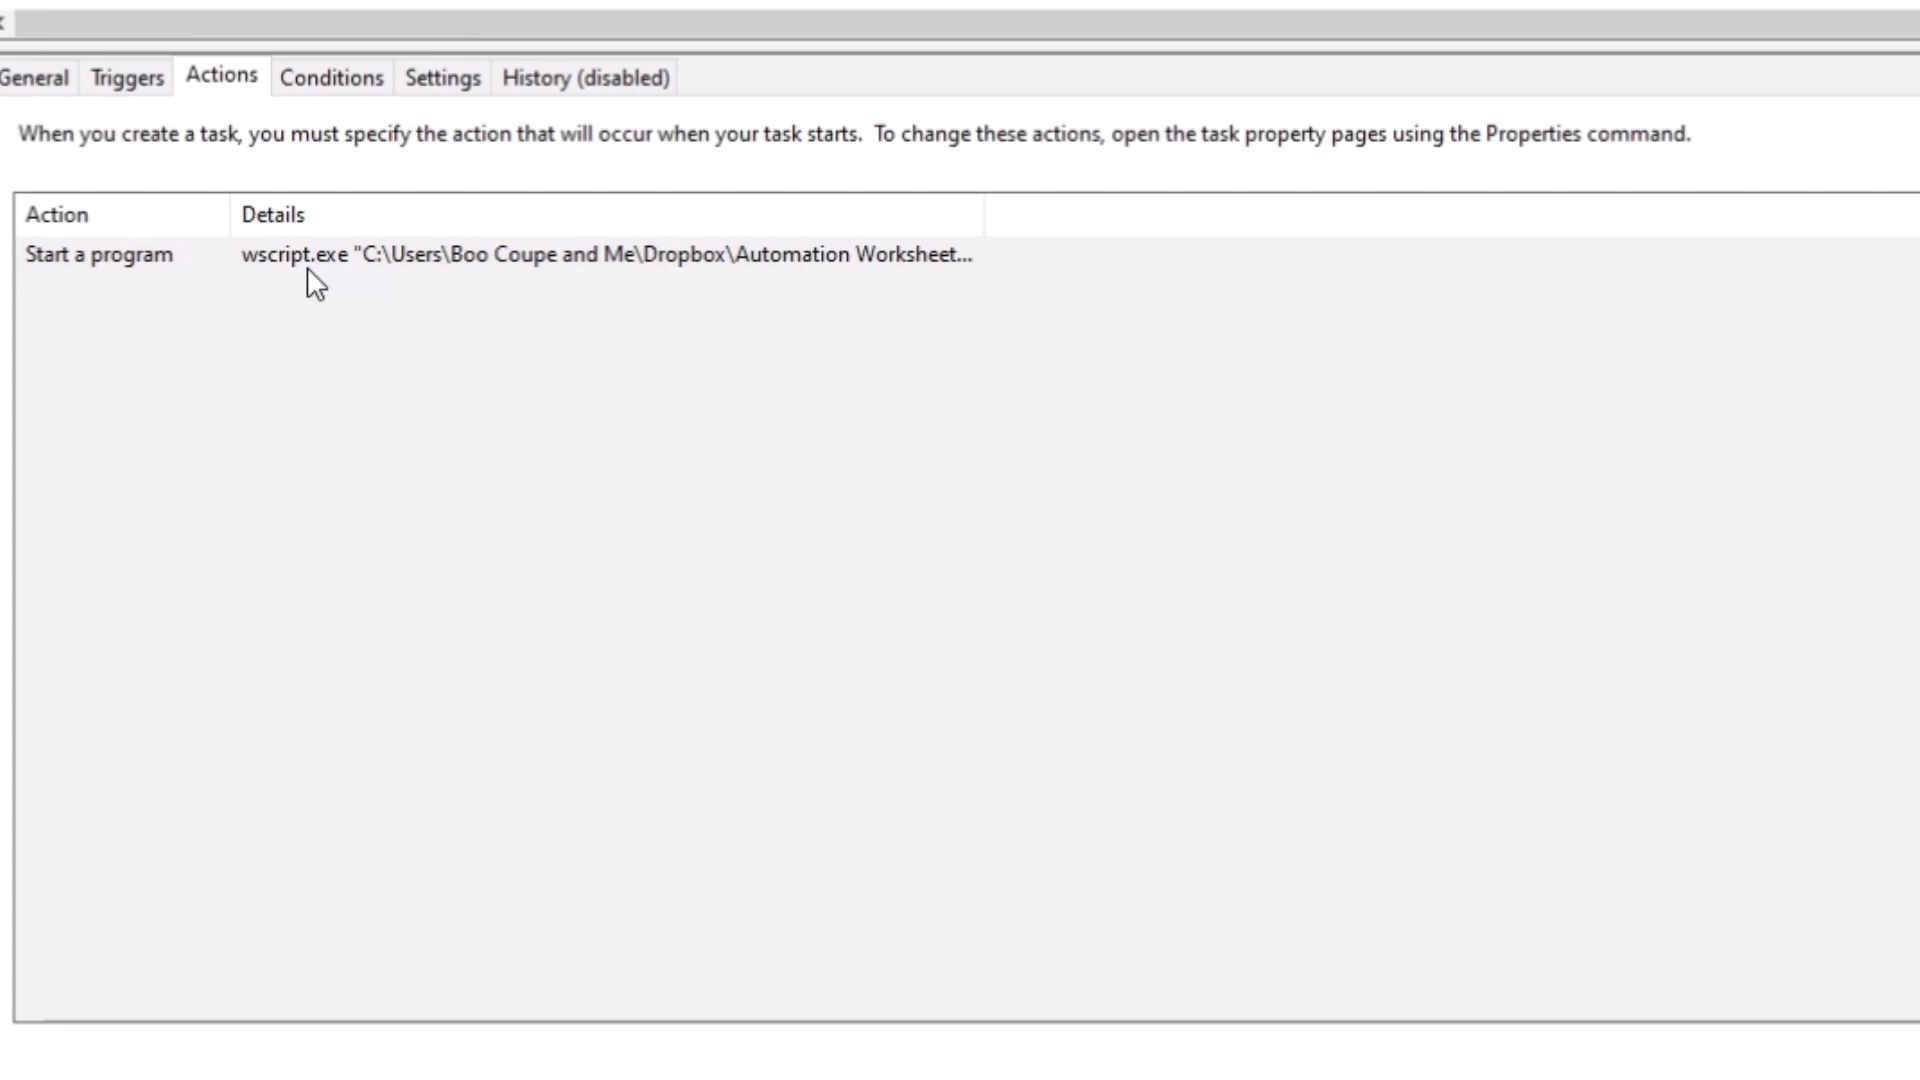 General Triggers Actions Conditions Settings History (disabled)
When you create a task, you must specify the action that will occur when your task starts.  To change these actions, open the task property pages using the Properties command.
Action Details
Start a program wscript.exe "C:\Users\Boo Coupe and Me\Dropbox\Automation Worksheet...